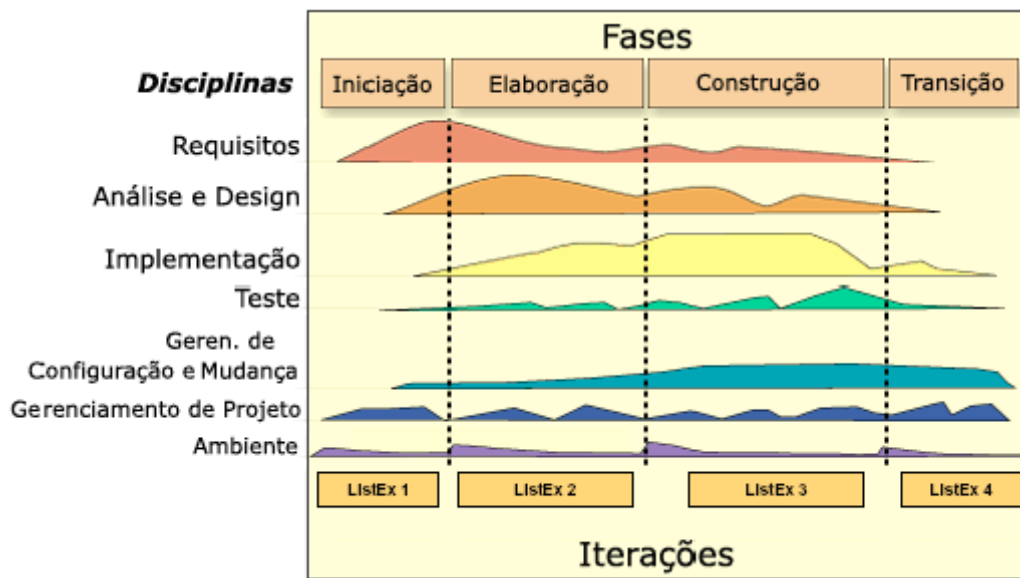 Fases
Disciplinas
Iniciação
Elaboração
Construção
Transição
Requisitos
Análise e Design
Implementação
Teste
Geren. de
Configuração e Mudança
Gerenciamento de Projeto
Ambiente
ListEx 1
ListEx 2
ListEx 3
ListEx 4
Iterações